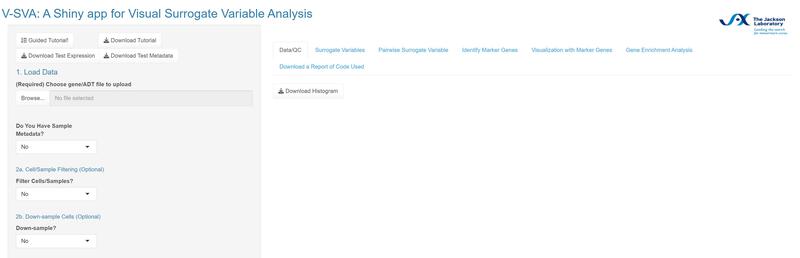 V-SVA: A Shiny app for Visual Surrogate Variable Analysis
The Jackson
Laboratory
Leading the search
for tomorrow's cures
Guided Tutorial!
Download Tutorial
Download Test Expression
Download Test Metadata
1. Load Data
(Required) Choose gene/ADT file to upload
Browse...
No file selected
Do You Have Sample
Metadata?
No
2a. Cell/Sample Filtering (Optional)
Filter Cells/Samples?
No
2b. Down-sample Cells (Optional)
Down-sample?
No
Data/QC
Surrogate Variables
Pairwise Surrogate Variable
Identify Marker Genes
Visualization with Marker Genes
Gene Enrichment Analysis
Download a Report of Code Used
Download Histogram